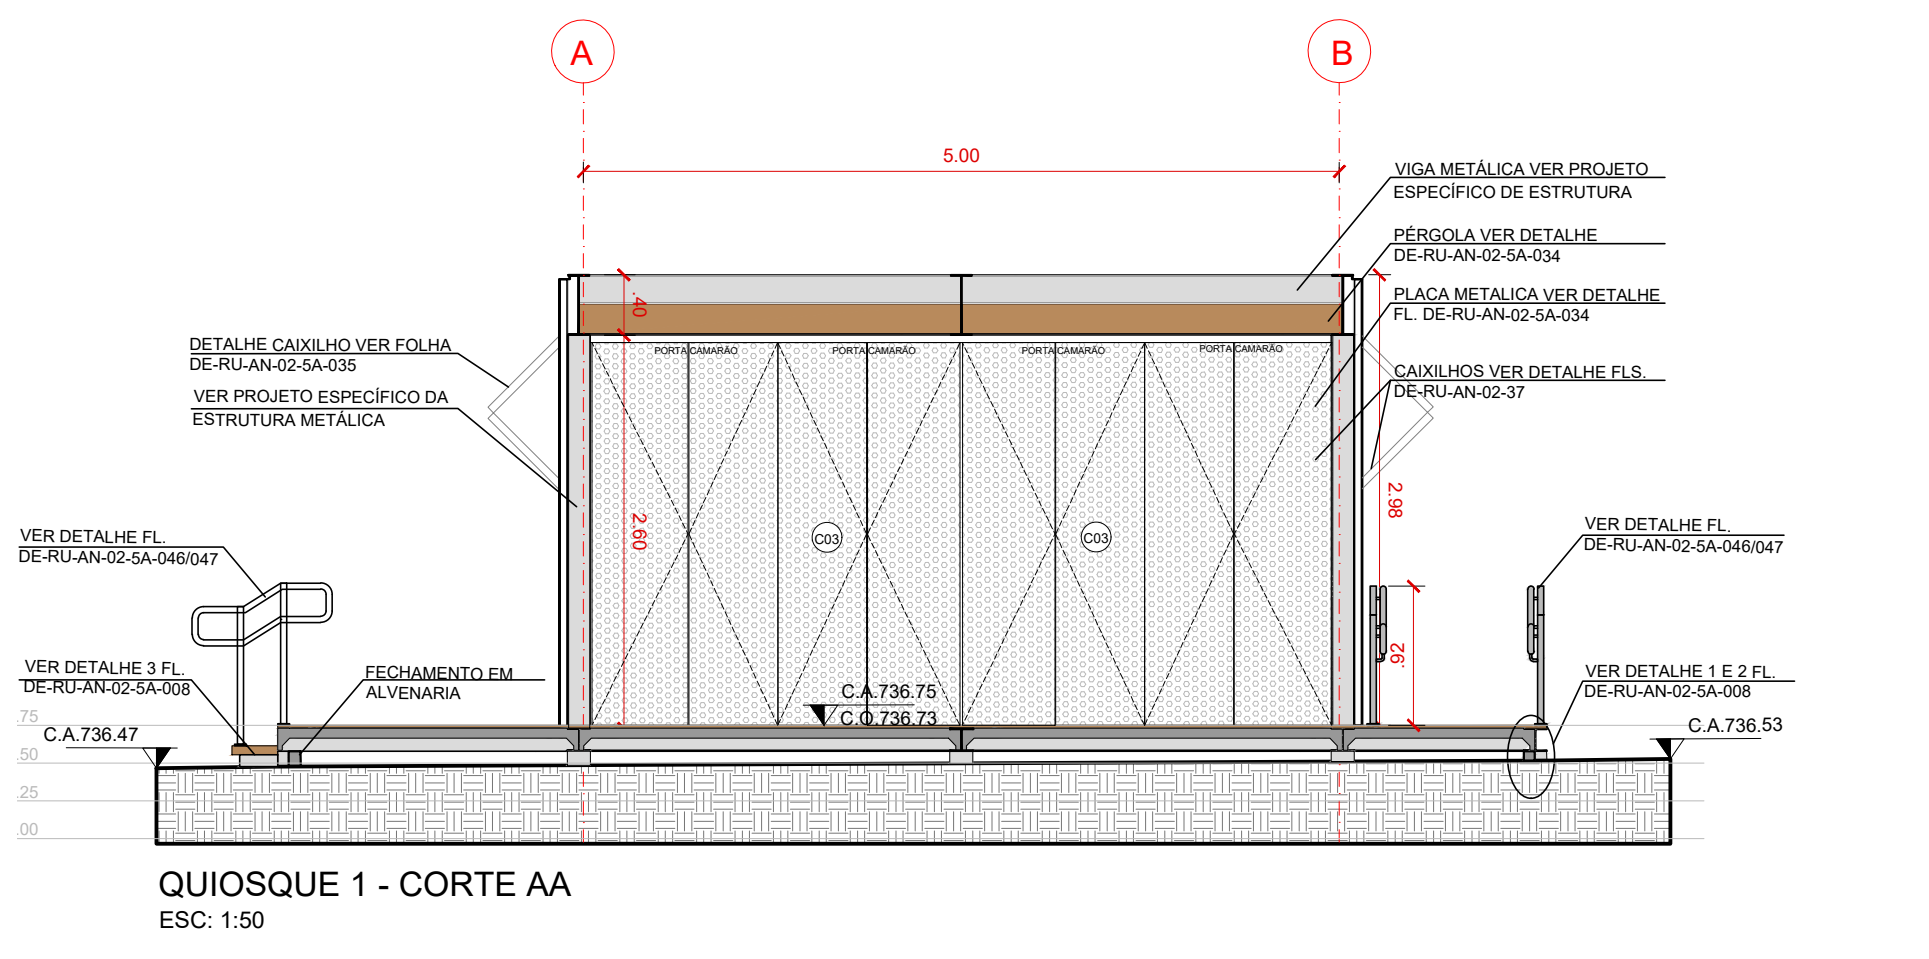 A
B
5.00
VIGA METÁLICA VER PROJETO
ESPECÍFICO DE ESTRUTURA
PÉRGOLA VER DETALHE
DE-RU-AN-02-5A-034
PLACA METALICA VER DETALHE
FL. DE-RU-AN-02-5A-034
CAIXILHOS VER DETALHE FLS.
DE-RU-AN-02-37
.40
DETALHE CAIXILHO VER FOLHA
DE-RU-AN-02-5A-035
VER PROJETO ESPECÍFICO DA
ESTRUTURA METÁLICA
PORTA CAMARÃO
PORTA CAMARÃO
PORTA CAMARÃO
PORTA CAMARÃO
2.60
C03
C03
2.98
VER DETALHE FL.
DE-RU-AN-02-5A-046/047
VER DETALHE FL.
DE-RU-AN-02-5A-046/047
.92
VER DETALHE 3 FL.
DE-RU-AN-02-5A-008
FECHAMENTO EM
ALVENARIA
VER DETALHE 1 E 2 FL.
DE-RU-AN-02-5A-008
C.A.736.75
C.O.736.73
C.A.736.47
C.A.736.53
.75
.50
.25
.00
QUIOSQUE 1 - CORTE AA
ESC: 1:50